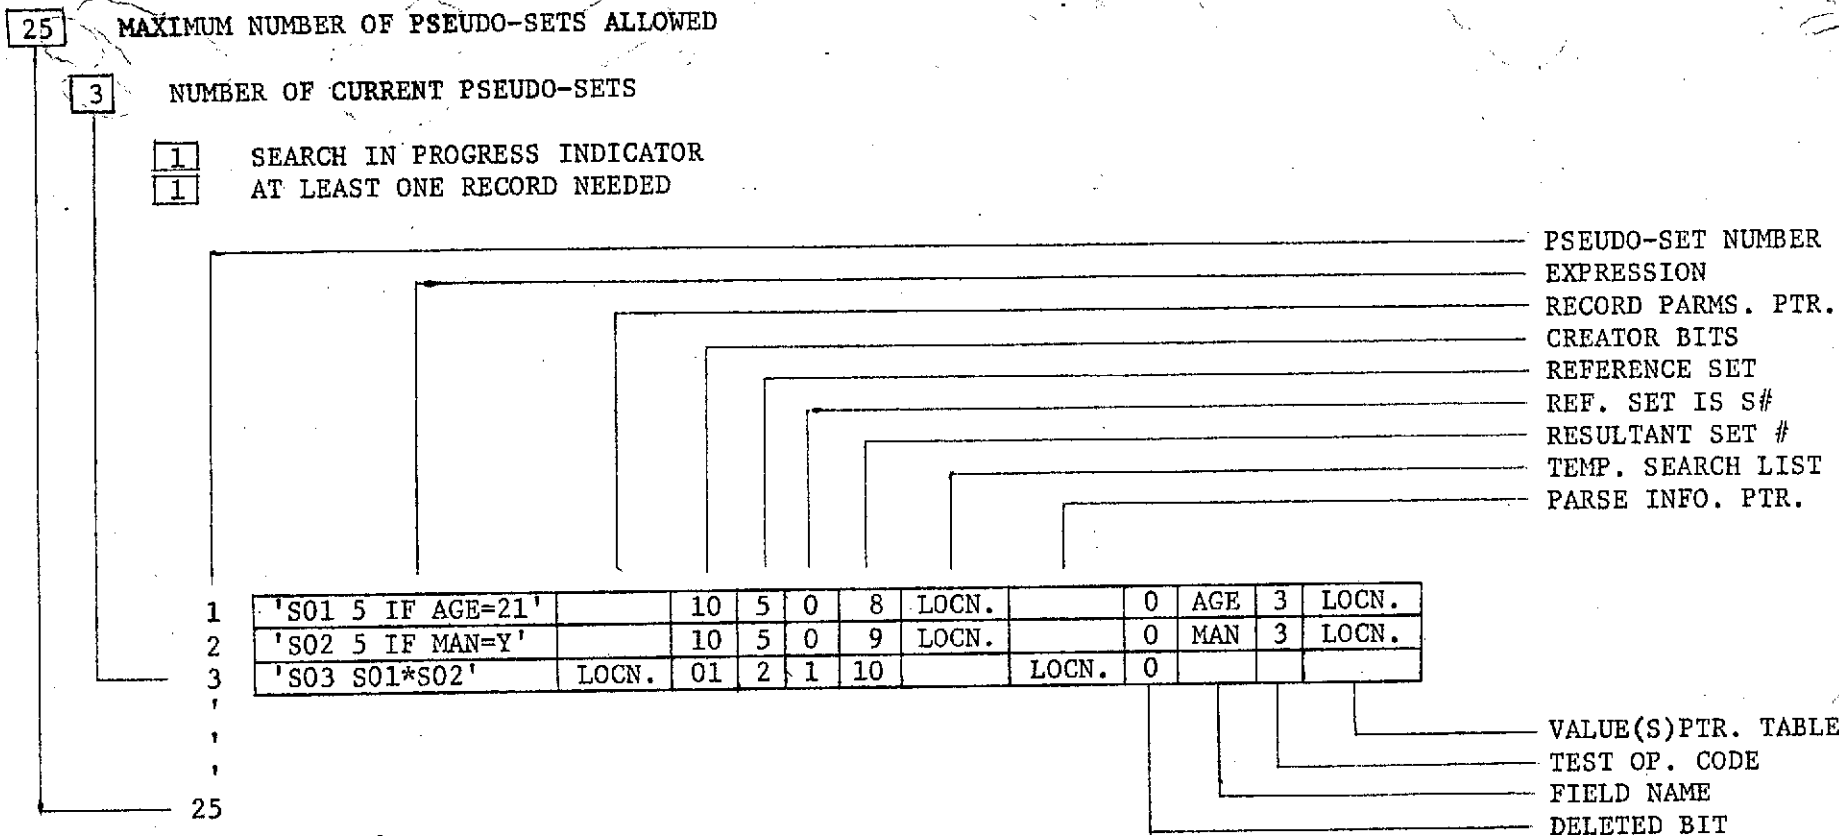 25 MAXIMUM NUMBER OF PSEUDO-SETS ALLOWED
3 NUMBER OF CURRENT PSEUDO-SETS
1 SEARCH IN PROGRESS INDICATOR
1 AT LEAST ONE RECORD NEEDED
PSEUDO-SET NUMBER
EXPRESSION
RECORD PARMS. PTR.
CREATOR BITS
REFERENCE SET
REF. SET IS S#
RESULTANT SET #
TEMP. SEARCH LIST
PARSE INFO. PTR.
1 'S01 5 IF AGE=21' 10 5 0 8 LOCN. 0 AGE 3 LOCN.
2 'S02 5 IF MAN=Y' 10 5 0 9 LOCN. 0 MAN 3 LOCN.
3 'S03 S01*S02' LOCN. 01 2 1 10 LOCN. 0
'
'
'
25
VALUE(S)PTR. TABLE
TEST OP. CODE
FIELD NAME
DELETED BIT